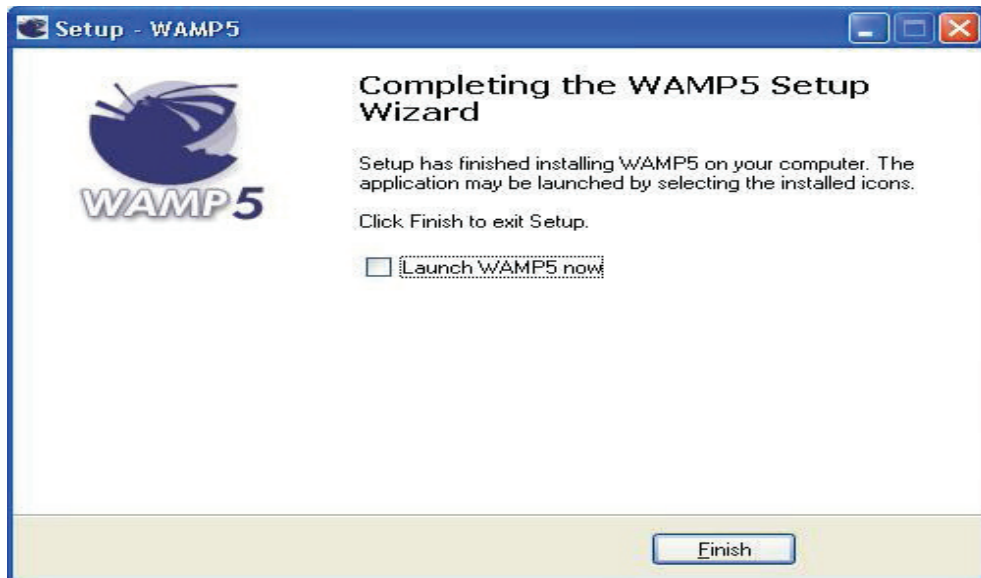 Setup - WAMP5
Completing the WAMP5 Setup
Wizard
WAMP5
Setup has finished installing WAMP5 on your computer. The
application may be launched by selecting the installed icons.
Click Finish to exit Setup.
Launch WAMP5 now
Finish